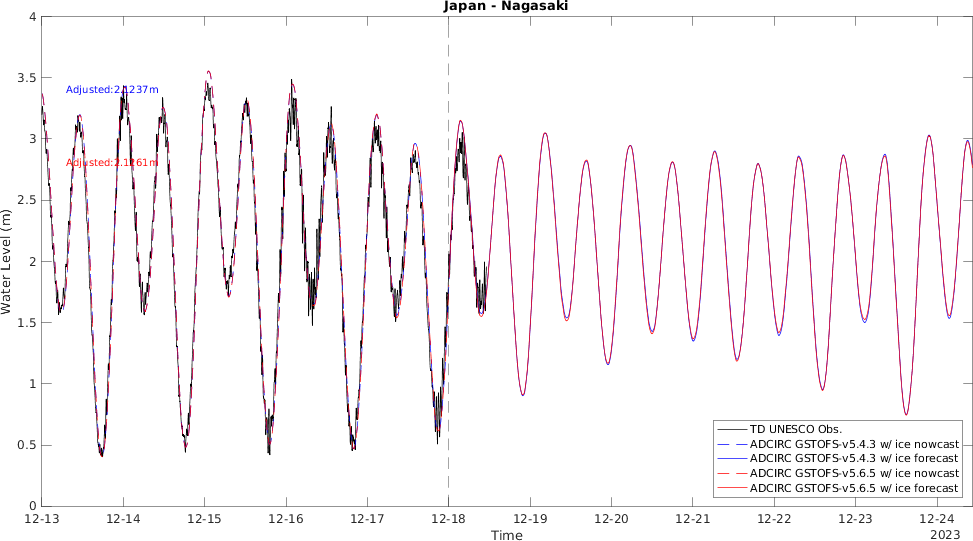 Japan - Nagasaki
Water Level (m)
4
3.5
3
2.5
2
1.5
1
0.5
0
Adjusted:2.1237m
Adjusted:2.1261m
TD UNESCO Obs.
ADCIRC GSTOFS-v5.4.3 w/ ice nowcast
ADCIRC GSTOFS-v5.4.3 w/ ice forecast
ADCIRC GSTOFS-v5.6.5 w/ ice nowcast
ADCIRC GSTOFS-v5.6.5 w/ ice forecast
12-13 12-14 12-15 12-16 12-17 12-18 12-19 12-20 12-21 12-22 12-23 12-24
Time
2023